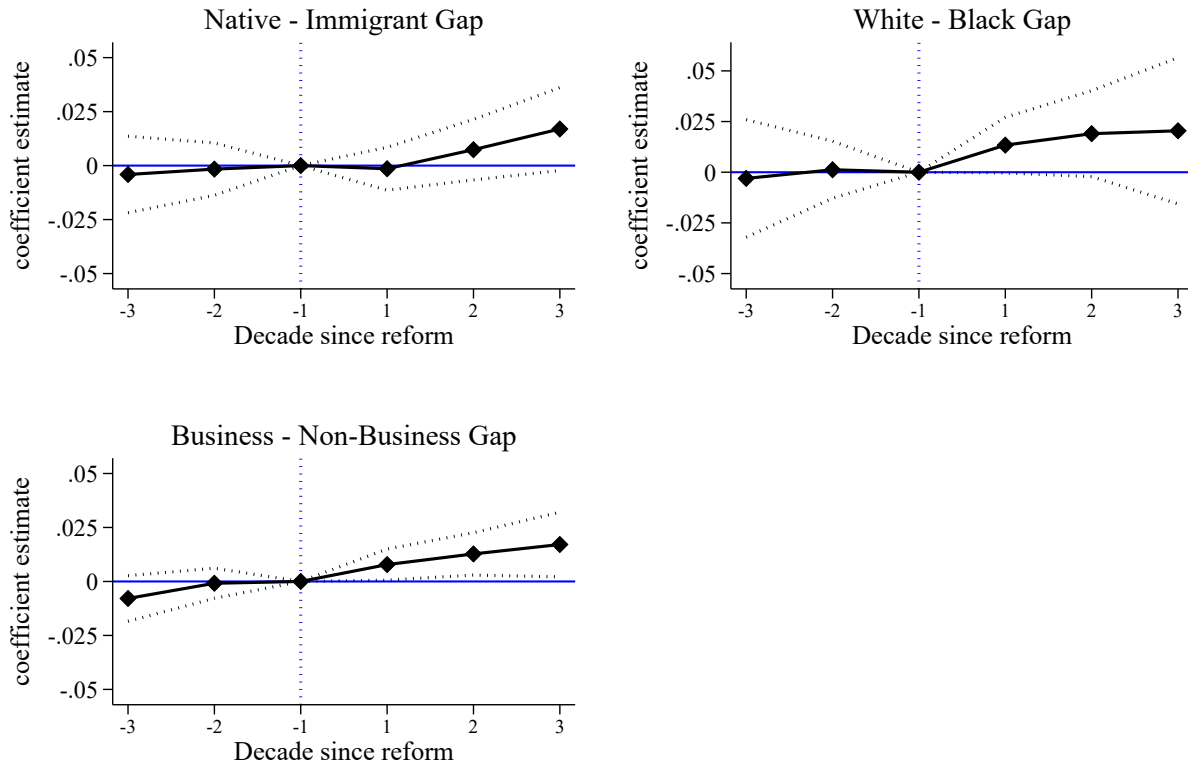 Native - Immigrant Gap
coefficient estimate
.05
.025
0
-.025
-.05
-3 -2 -1 1 2 3
Decade since reform
White - Black Gap
coefficient estimate
.05
.025
0
-.025
-.05
-3 -2 -1 1 2 3
Decade since reform
Business - Non-Business Gap
coefficient estimate
.05
.025
0
-.025
-.05
-3 -2 -1 1 2 3
Decade since reform